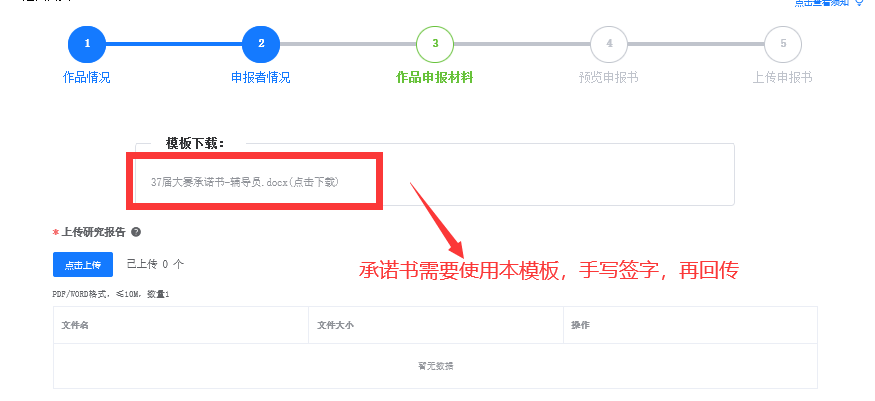 点击查看须知
1
2
3
4
5
作品情况
申报者情况
作品申报材料
预览申报书
上传申报书
模板下载：
37届大赛承诺书-辅导员.docx(点击下载)
* 上传研究报告 ?
点击上传
已上传 0 个
承诺书需要使用本模板，手写签字，再回传
PDF/WORD格式，≤10M，数量1
文件名
文件大小
操作
暂无数据